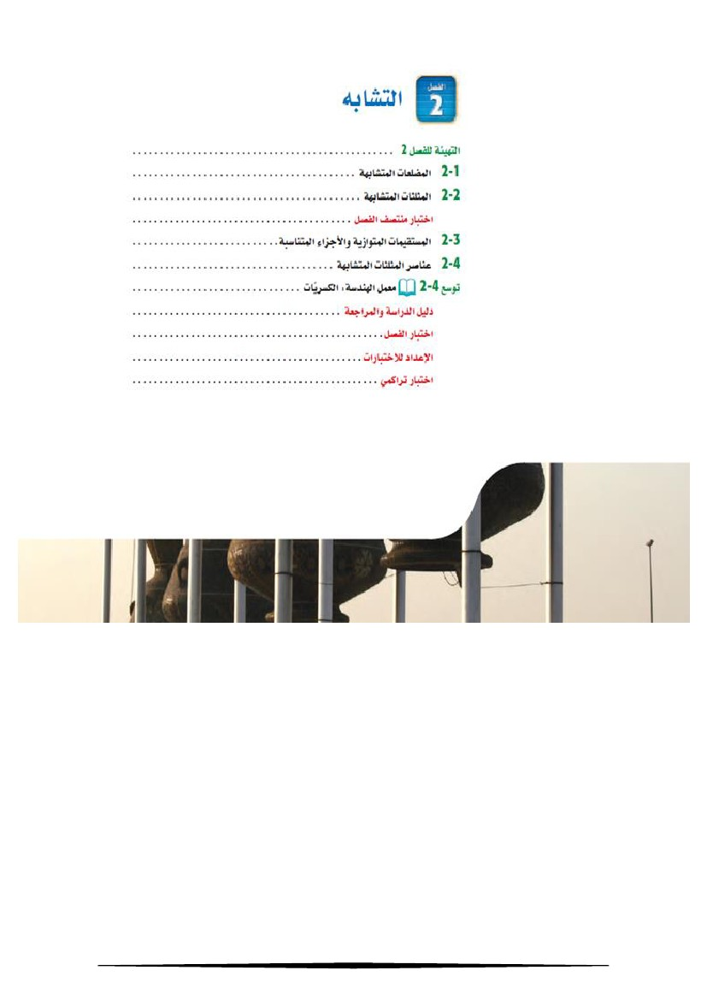 الفصل 2
التشابه
التهيئة للفصل 2 ................................................
2-1 المضلعات المتشابهة .........................................
2-2 المثلثات المتشابهة ..........................................
اختبار منتصف الفصل ........................................
2-3 المستقيمات المتوازية والأجزاء المتناسبة ...........................
2-4 عناصر المثلثات المتشابهة .....................................
توسع 4-2 معمل الهندسة: الكسريّات ...............................
دليل الدراسة والمراجعة .......................................
اختبار الفصل ...............................................
الإعداد للاختبارات ..........................................
اختبار تراكمي .............................................